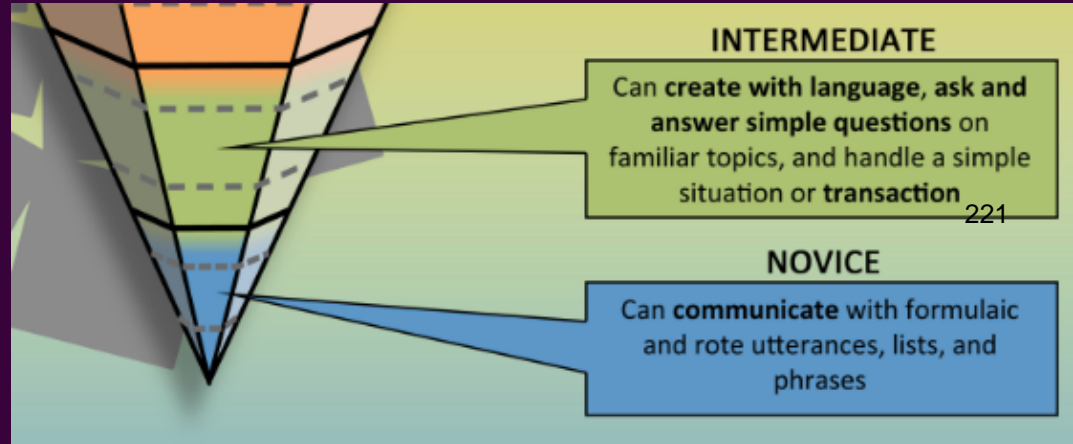 INTERMEDIATE
Can create with language, ask and
answer simple questions on
familiar topics, and handle a simple
situation or transaction
221
NOVICE
Can communicate with formulaic
and rote utterances, lists, and
phrases